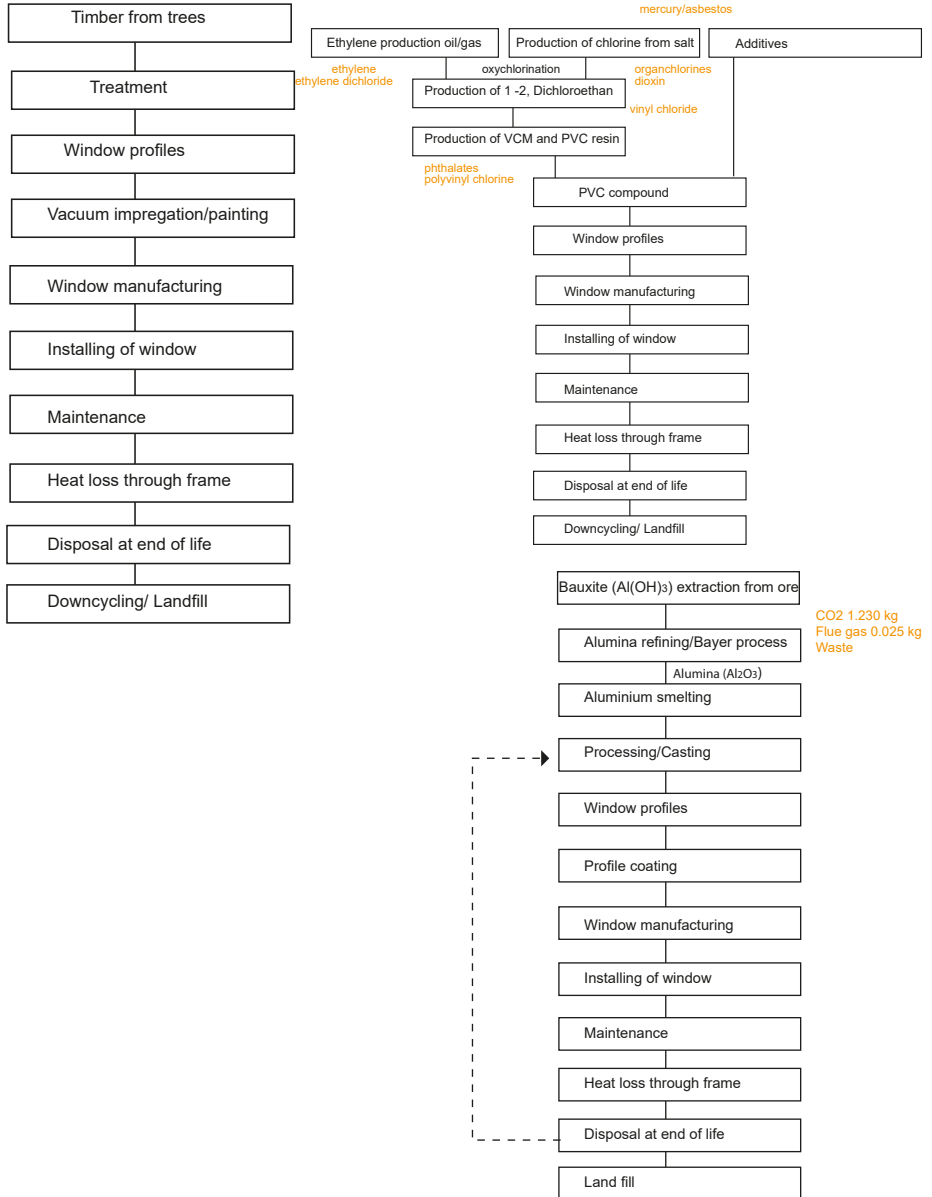 Timber from trees
Treatment
Window profiles
Vacuum impregation/painting
Window manufacturing
Installing of window
Maintenance
Heat loss through frame
Disposal at end of life
Downcycling/ Landfill
mercury/asbestos
Ethylene production oil/gas
Production of chlorine from salt
Additives
ethylene
ethylene dichloride
oxychlorination
organchlorines
dioxin
Production of 1 -2, Dichloroethan
vinyl chloride
Production of VCM and PVC resin
phthalates
polyvinyl chlorine
PVC compound
Window profiles
Window manufacturing
Installing of window
Maintenance
Heat loss through frame
Disposal at end of life
Downcycling/ Landfill
Bauxite (Al(OH)3) extraction from ore
CO2 1.230 kg
Flue gas 0.025 kg
Waste
Alumina refining/Bayer process
Alumina (Al2O3)
Aluminium smelting
Processing/Casting
Window profiles
Profile coating
Window manufacturing
Installing of window
Maintenance
Heat loss through frame
Disposal at end of life
Land fill